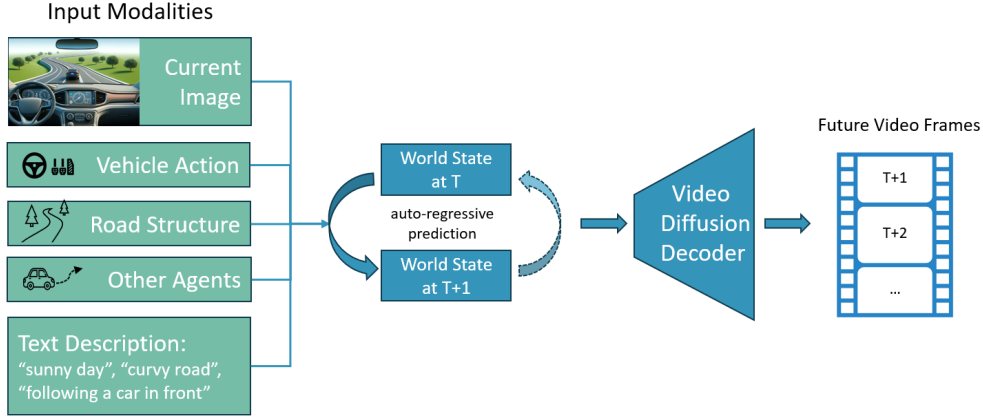 Input Modalities
Current
Image
Vehicle Action
Road Structure
Other Agents
Text Description:
“sunny day”, “curvy road”,
“following a car in front”
World State
at T
auto-regressive
prediction
World State
at T+1
Video
Diffusion
Decoder
Future Video Frames
T+1
T+2
...